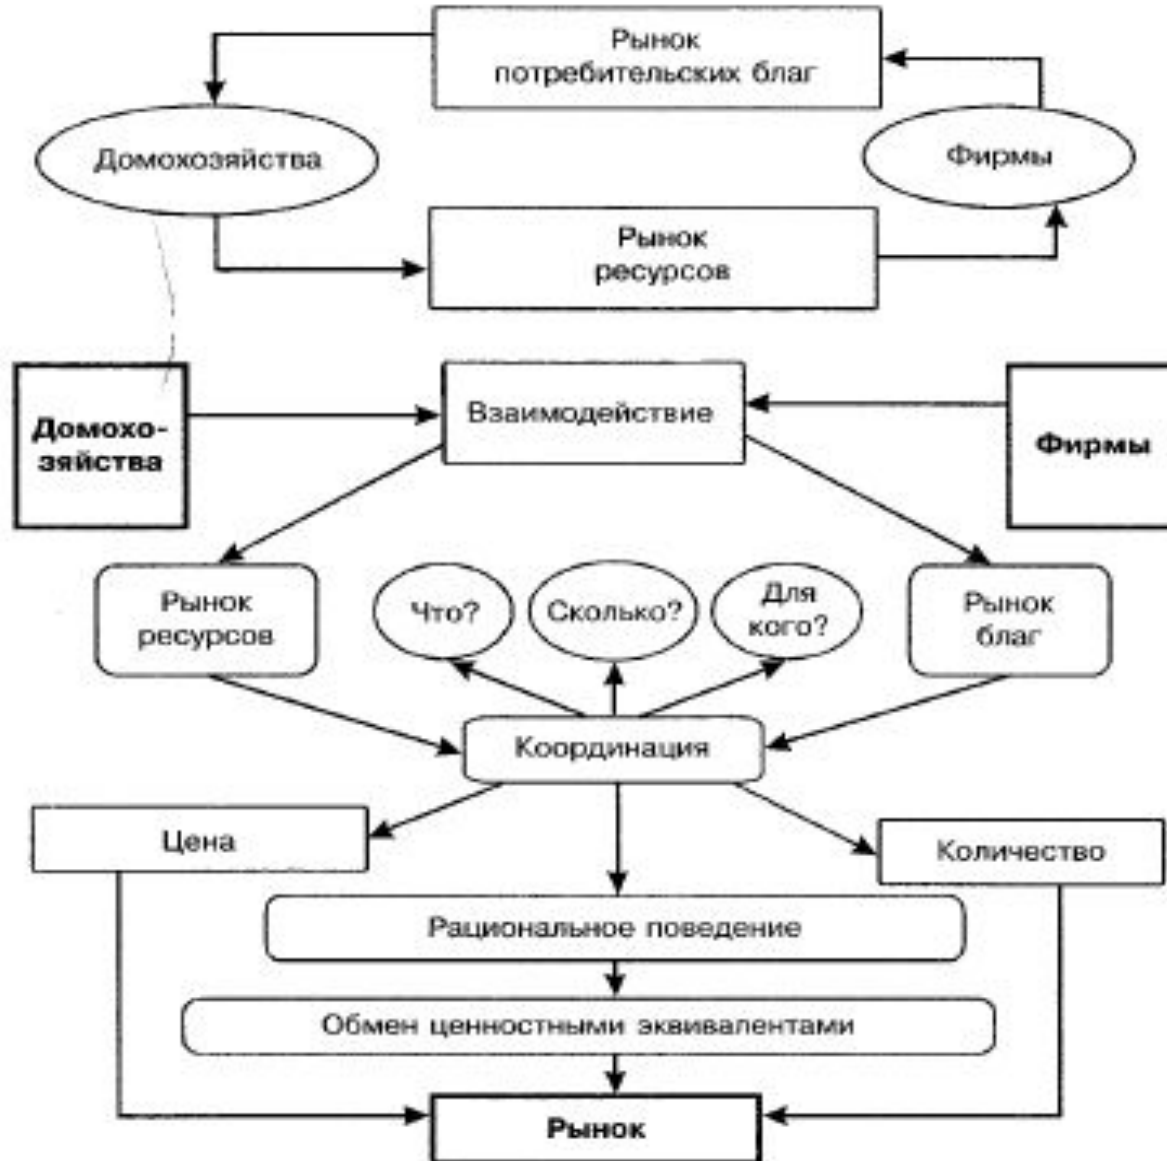 Рынок
потребительских благ
Домохозяйства
Фирмы
Рынок
ресурсов
Домохо-
зяйства
Взаимодействие
Фирмы
Рынок
ресурсов
Что?
Сколько?
Для
кого?
Рынок
благ
Координация
Цена
Количество
Рациональное поведение
Обмен ценностными эквивалентами
Рынок